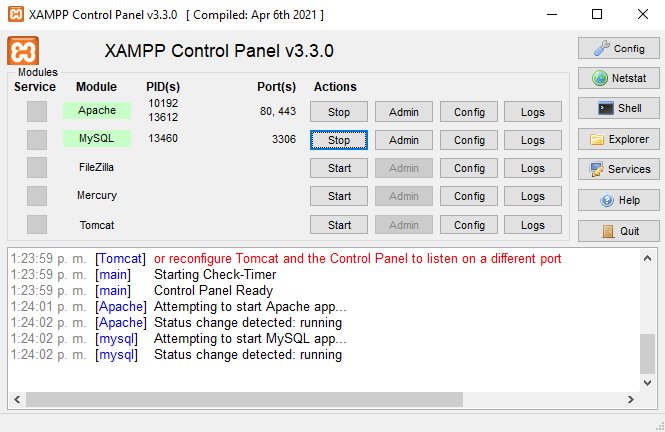 XAMPP Control Panel v3.3.0 [ Compiled: Apr 6th 2021 ]
XAMPP Control Panel v3.3.0
Config
Modules
Service Module PID(s) Port(s) Actions
Netstat
Apache 10192 13612 80, 443 Stop Admin Config Logs
Shell
MySQL 13460 3306 Stop Admin Config Logs
Explorer
FileZilla Start Admin Config Logs
Services
Mercury Start Admin Config Logs
Help
Tomcat Start Admin Config Logs
Quit
1:23:59 p. m. [Tomcat] or reconfigure Tomcat and the Control Panel to listen on a different port
1:23:59 p. m. [main] Starting Check-Timer
1:23:59 p. m. [main] Control Panel Ready
1:24:01 p. m. [Apache] Attempting to start Apache app...
1:24:02 p. m. [Apache] Status change detected: running
1:24:02 p. m. [mysql] Attempting to start MySQL app...
1:24:02 p. m. [mysql] Status change detected: running